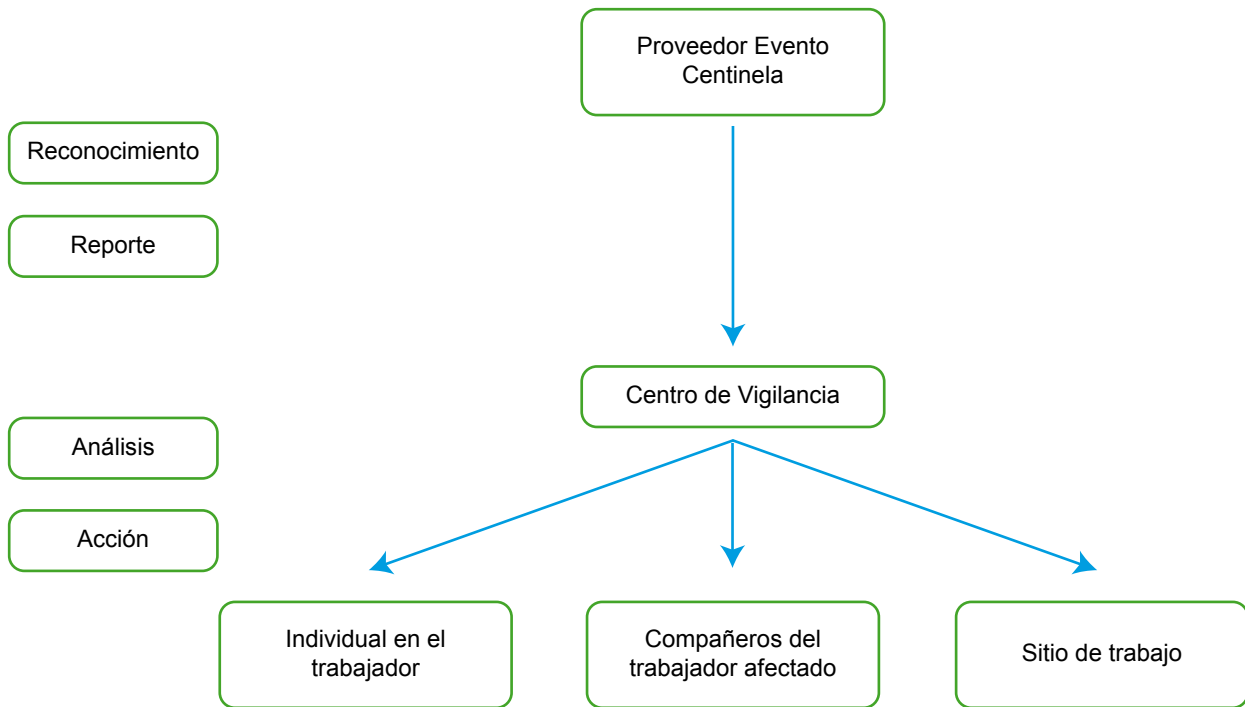 Proveedor Evento
Centinela
Reconocimiento
Reporte
Centro de Vigilancia
Análisis
Acción
Individual en el
trabajador
Compañeros del
trabajador afectado
Sitio de trabajo